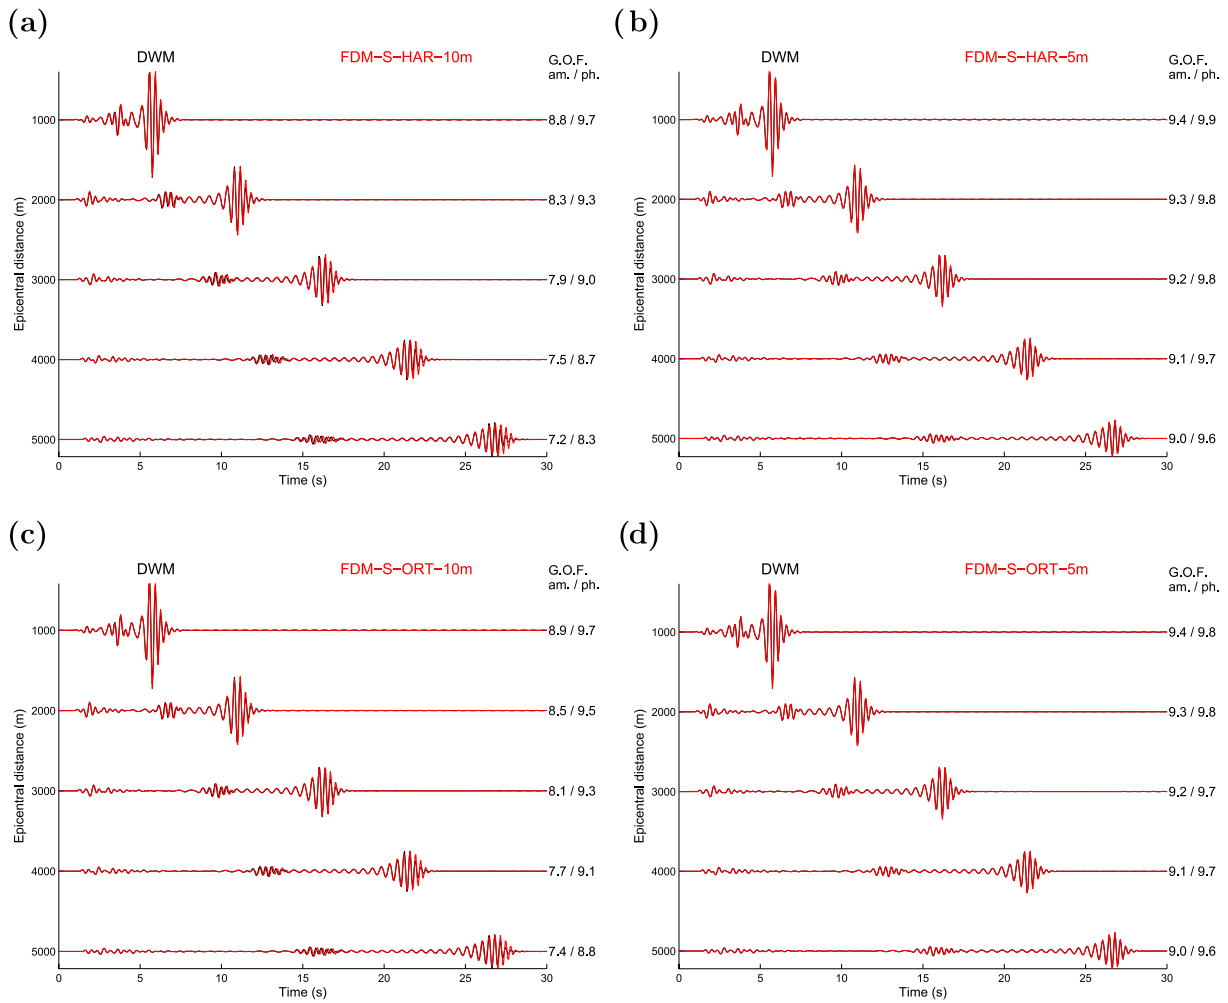 (a)
DWM
FDM-S-HAR-10m
G.O.F.
am. / ph.
1000
8.8 / 9.7
2000
8.3 / 9.3
3000
7.9 / 9.0
4000
7.5 / 8.7
5000
7.2 / 8.3
Epicentral distance (m)
0 5 10 15 20 25 30
Time (s)
(b)
DWM
FDM-S-HAR-5m
G.O.F.
am. / ph.
1000
9.4 / 9.9
2000
9.3 / 9.8
3000
9.2 / 9.8
4000
9.1 / 9.7
5000
9.0 / 9.6
Epicentral distance (m)
0 5 10 15 20 25 30
Time (s)
(c)
DWM
FDM-S-ORT-10m
G.O.F.
am. / ph.
1000
8.9 / 9.7
2000
8.5 / 9.5
3000
8.1 / 9.3
4000
7.7 / 9.1
5000
7.4 / 8.8
Epicentral distance (m)
0 5 10 15 20 25 30
Time (s)
(d)
DWM
FDM-S-ORT-5m
G.O.F.
am. / ph.
1000
9.4 / 9.8
2000
9.3 / 9.8
3000
9.2 / 9.7
4000
9.1 / 9.7
5000
9.0 / 9.6
Epicentral distance (m)
0 5 10 15 20 25 30
Time (s)